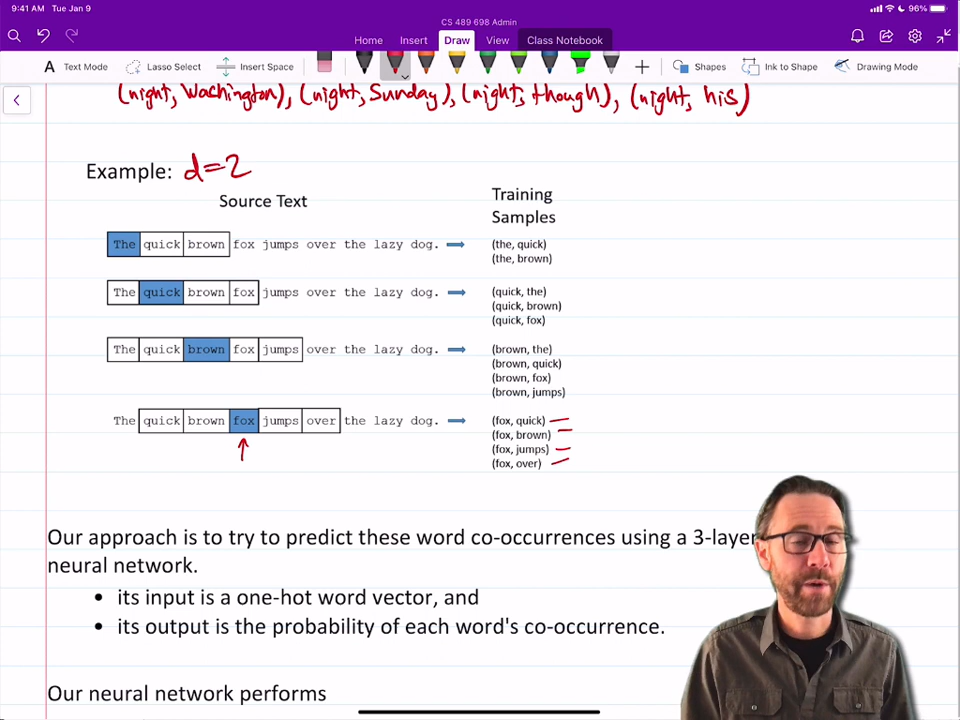 9:41 AM Tue Jan 9
96%
CS 489 698 Admin
Home Insert Draw View Class Notebook
A Text Mode Lasso Select Insert Space Shapes Ink to Shape Drawing Mode
(night, Washington), (night, Sunday), (night, though), (night, his)
Example: d=2
Source Text
Training
Samples
The quick brown fox jumps over the lazy dog.
(the, quick)
(the, brown)
The quick brown fox jumps over the lazy dog.
(quick, the)
(quick, brown)
(quick, fox)
The quick brown fox jumps over the lazy dog.
(brown, the)
(brown, quick)
(brown, fox)
(brown, jumps)
The quick brown fox jumps over the lazy dog.
(fox, quick)
(fox, brown)
(fox, jumps)
(fox, over)
Our approach is to try to predict these word co-occurrences using a 3-layer
neural network.
• its input is a one-hot word vector, and
• its output is the probability of each word's co-occurrence.
Our neural network performs